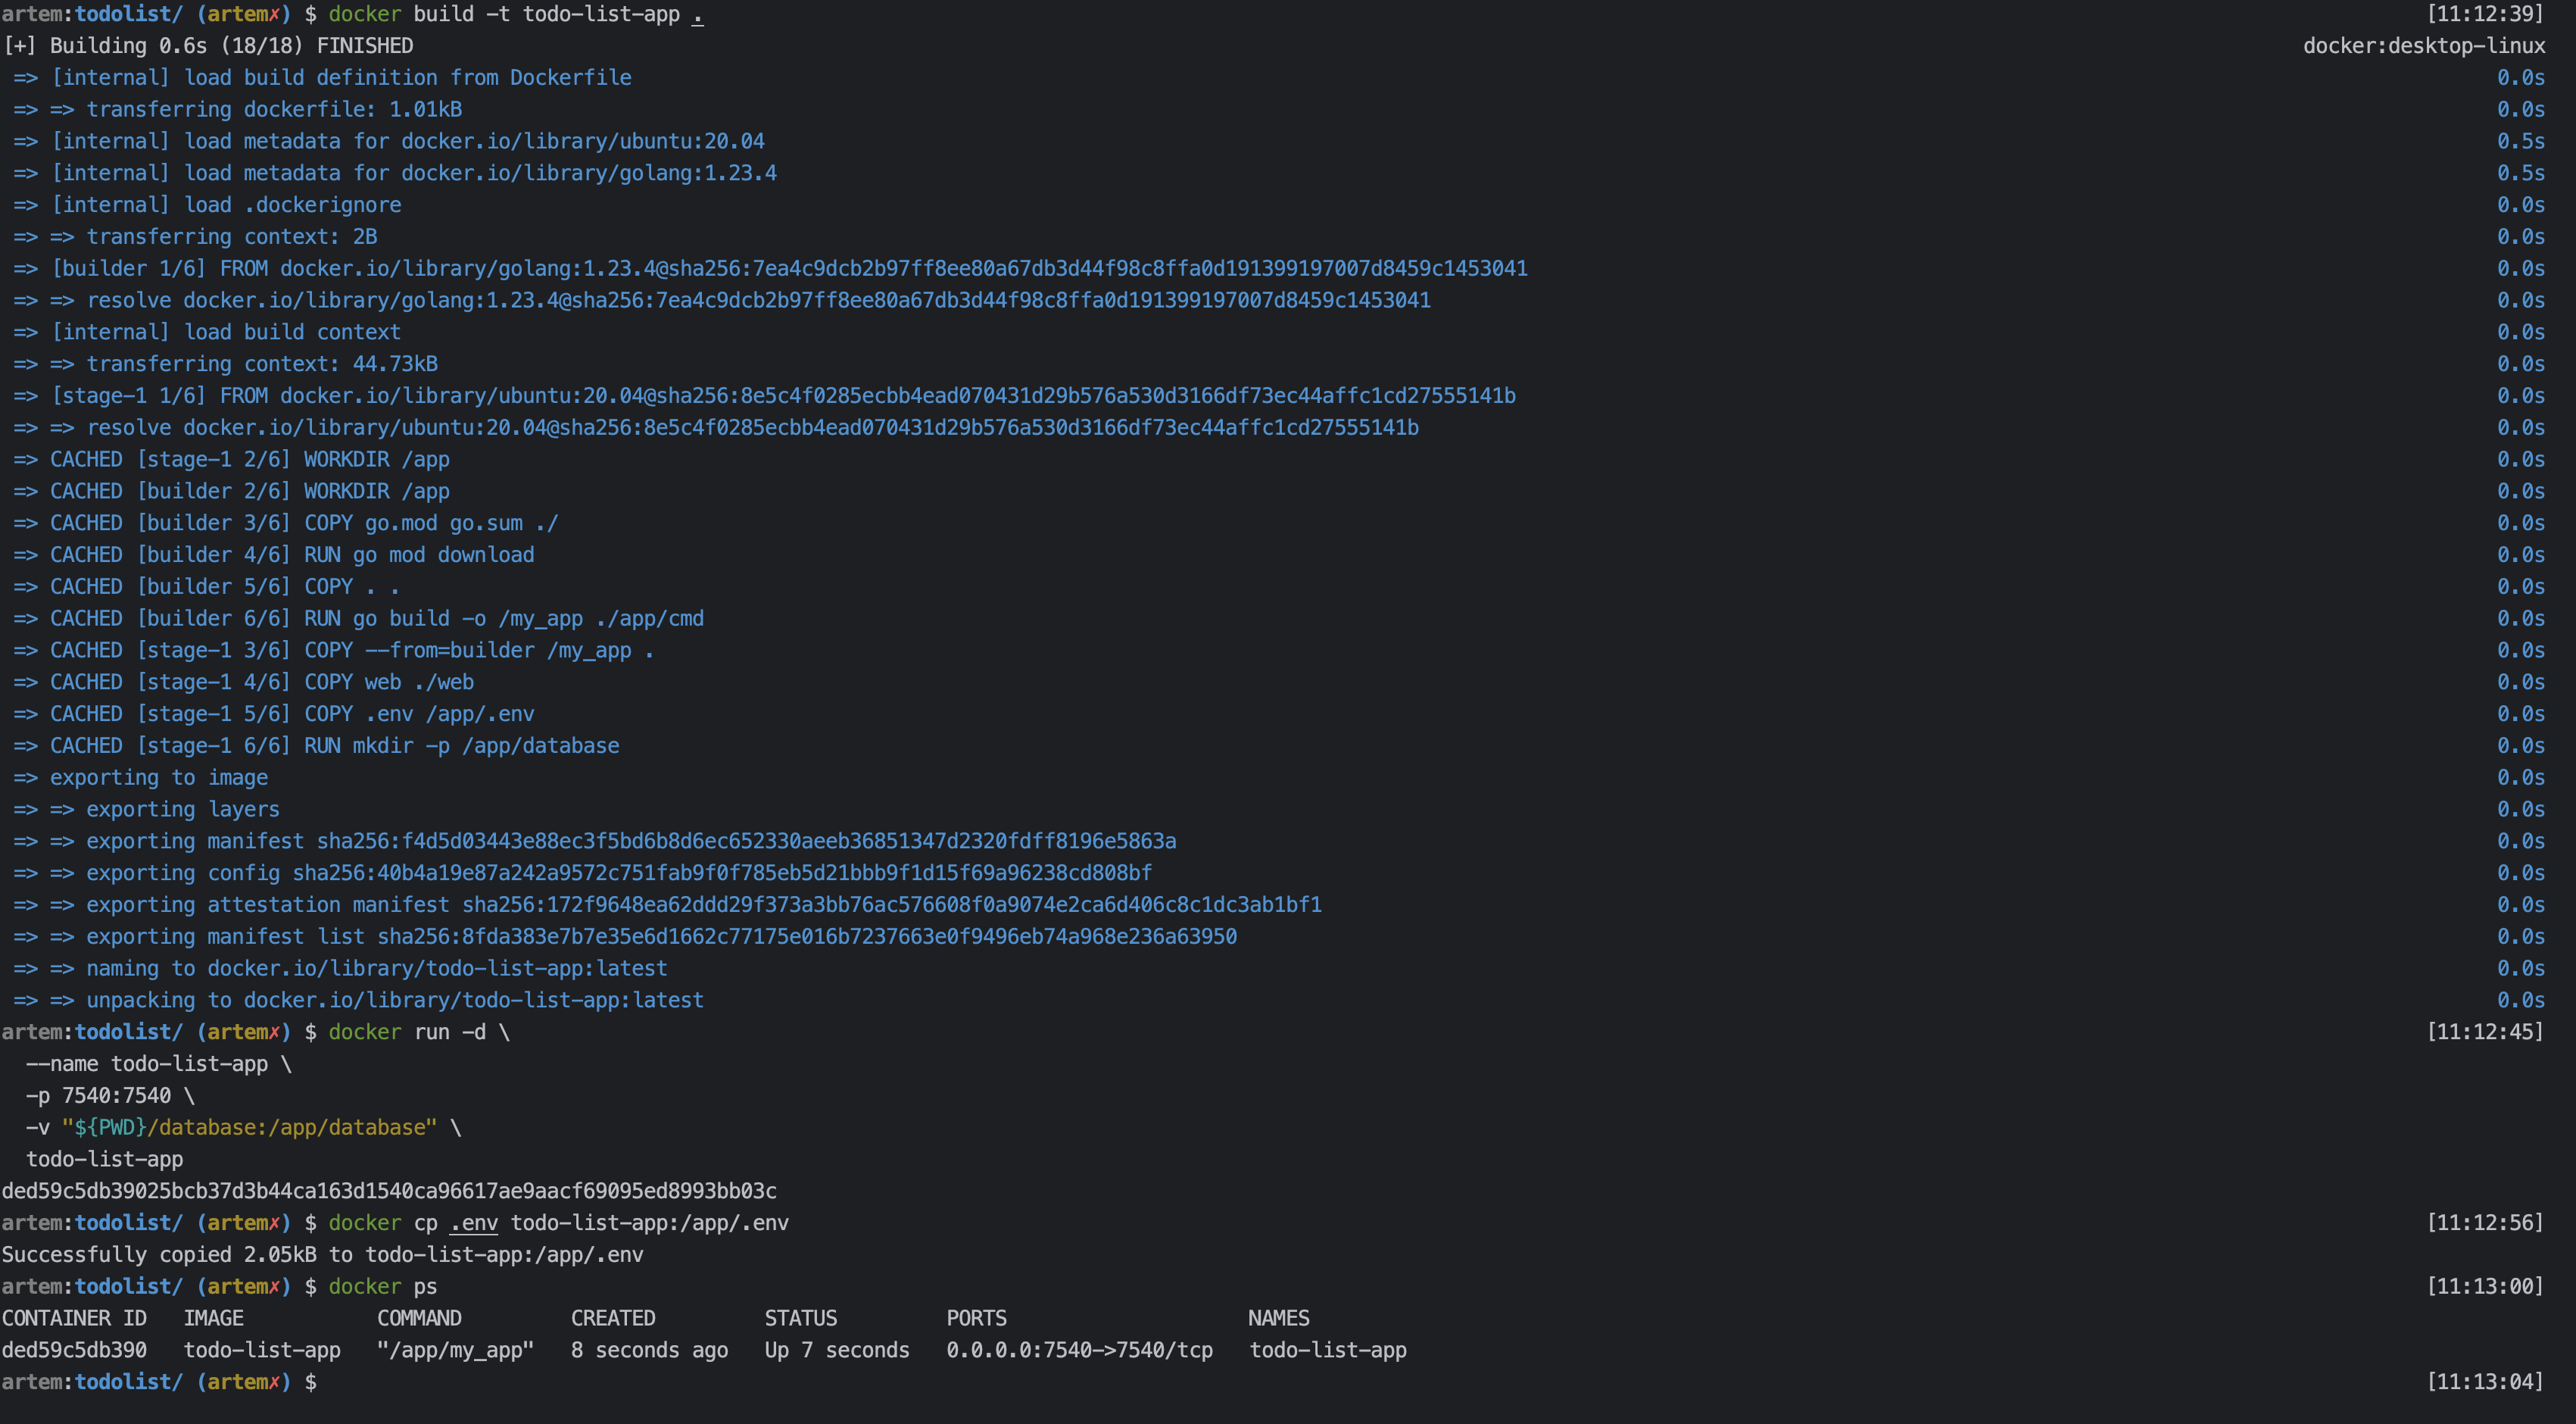 artem:todolist/ (artem✗) $ docker build -t todo-list-app . [11:12:39]
[+] Building 0.6s (18/18) FINISHED docker:desktop-linux
=> [internal] load build definition from Dockerfile 0.0s
=> => transferring dockerfile: 1.01kB 0.0s
=> [internal] load metadata for docker.io/library/ubuntu:20.04 0.5s
=> [internal] load metadata for docker.io/library/golang:1.23.4 0.5s
=> [internal] load .dockerignore 0.0s
=> => transferring context: 2B 0.0s
=> [builder 1/6] FROM docker.io/library/golang:1.23.4@sha256:7ea4c9dcb2b97ff8ee80a67db3d44f98c8ffa0d191399197007d8459c1453041 0.0s
=> => resolve docker.io/library/golang:1.23.4@sha256:7ea4c9dcb2b97ff8ee80a67db3d44f98c8ffa0d191399197007d8459c1453041 0.0s
=> [internal] load build context 0.0s
=> => transferring context: 44.73kB 0.0s
=> [stage-1 1/6] FROM docker.io/library/ubuntu:20.04@sha256:8e5c4f0285ecbb4ead070431d29b576a530d3166df73ec44affc1cd27555141b 0.0s
=> => resolve docker.io/library/ubuntu:20.04@sha256:8e5c4f0285ecbb4ead070431d29b576a530d3166df73ec44affc1cd27555141b 0.0s
=> CACHED [stage-1 2/6] WORKDIR /app 0.0s
=> CACHED [builder 2/6] WORKDIR /app 0.0s
=> CACHED [builder 3/6] COPY go.mod go.sum ./ 0.0s
=> CACHED [builder 4/6] RUN go mod download 0.0s
=> CACHED [builder 5/6] COPY . . 0.0s
=> CACHED [builder 6/6] RUN go build -o /my_app ./app/cmd 0.0s
=> CACHED [stage-1 3/6] COPY --from=builder /my_app . 0.0s
=> CACHED [stage-1 4/6] COPY web ./web 0.0s
=> CACHED [stage-1 5/6] COPY .env /app/.env 0.0s
=> CACHED [stage-1 6/6] RUN mkdir -p /app/database 0.0s
=> exporting to image 0.0s
=> => exporting layers 0.0s
=> => exporting manifest sha256:f4d5d03443e88ec3f5bd6b8d6ec652330aeeb36851347d2320fdff8196e5863a 0.0s
=> => exporting config sha256:40b4a19e87a242a9572c751fab9f0f785eb5d21bbb9f1d15f69a96238cd808bf 0.0s
=> => exporting attestation manifest sha256:172f9648ea62ddd29f373a3bb76ac576608f0a9074e2ca6d406c8c1dc3ab1bf1 0.0s
=> => exporting manifest list sha256:8fda383e7b7e35e6d1662c77175e016b7237663e0f9496eb74a968e236a63950 0.0s
=> => naming to docker.io/library/todo-list-app:latest 0.0s
=> => unpacking to docker.io/library/todo-list-app:latest 0.0s
artem:todolist/ (artem✗) $ docker run -d \ [11:12:45]
--name todo-list-app \
-p 7540:7540 \
-v "${PWD}/database:/app/database" \
todo-list-app
ded59c5db39025bcb37d3b44ca163d1540ca96617ae9aacf69095ed8993bb03c
artem:todolist/ (artem✗) $ docker cp .env todo-list-app:/app/.env [11:12:56]
Successfully copied 2.05kB to todo-list-app:/app/.env
artem:todolist/ (artem✗) $ docker ps [11:13:00]
CONTAINER ID IMAGE COMMAND CREATED STATUS PORTS NAMES
ded59c5db390 todo-list-app "/app/my_app" 8 seconds ago Up 7 seconds 0.0.0.0:7540->7540/tcp todo-list-app
artem:todolist/ (artem✗) $ [11:13:04]